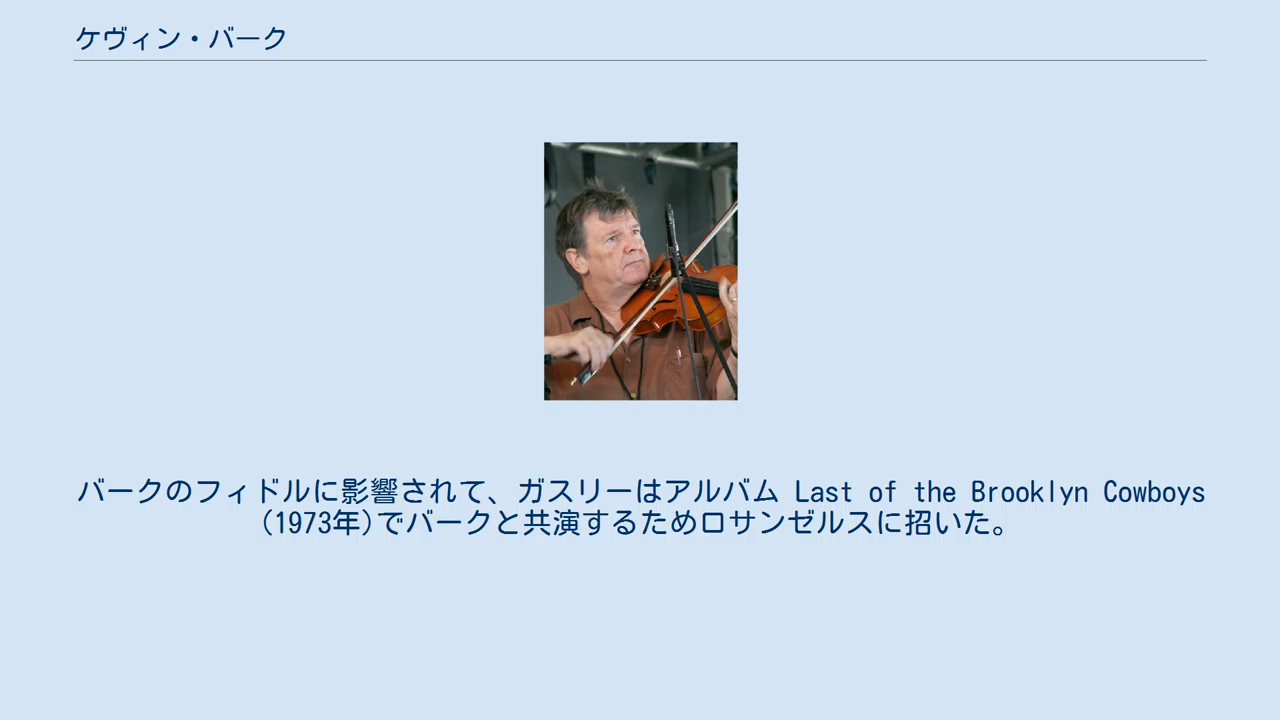 ケヴィン・バーク
バークのフィドルに影響されて、ガスリーはアルバム Last of the Brooklyn Cowboys
(1973年)でバークと共演するためロサンゼルスに招いた。